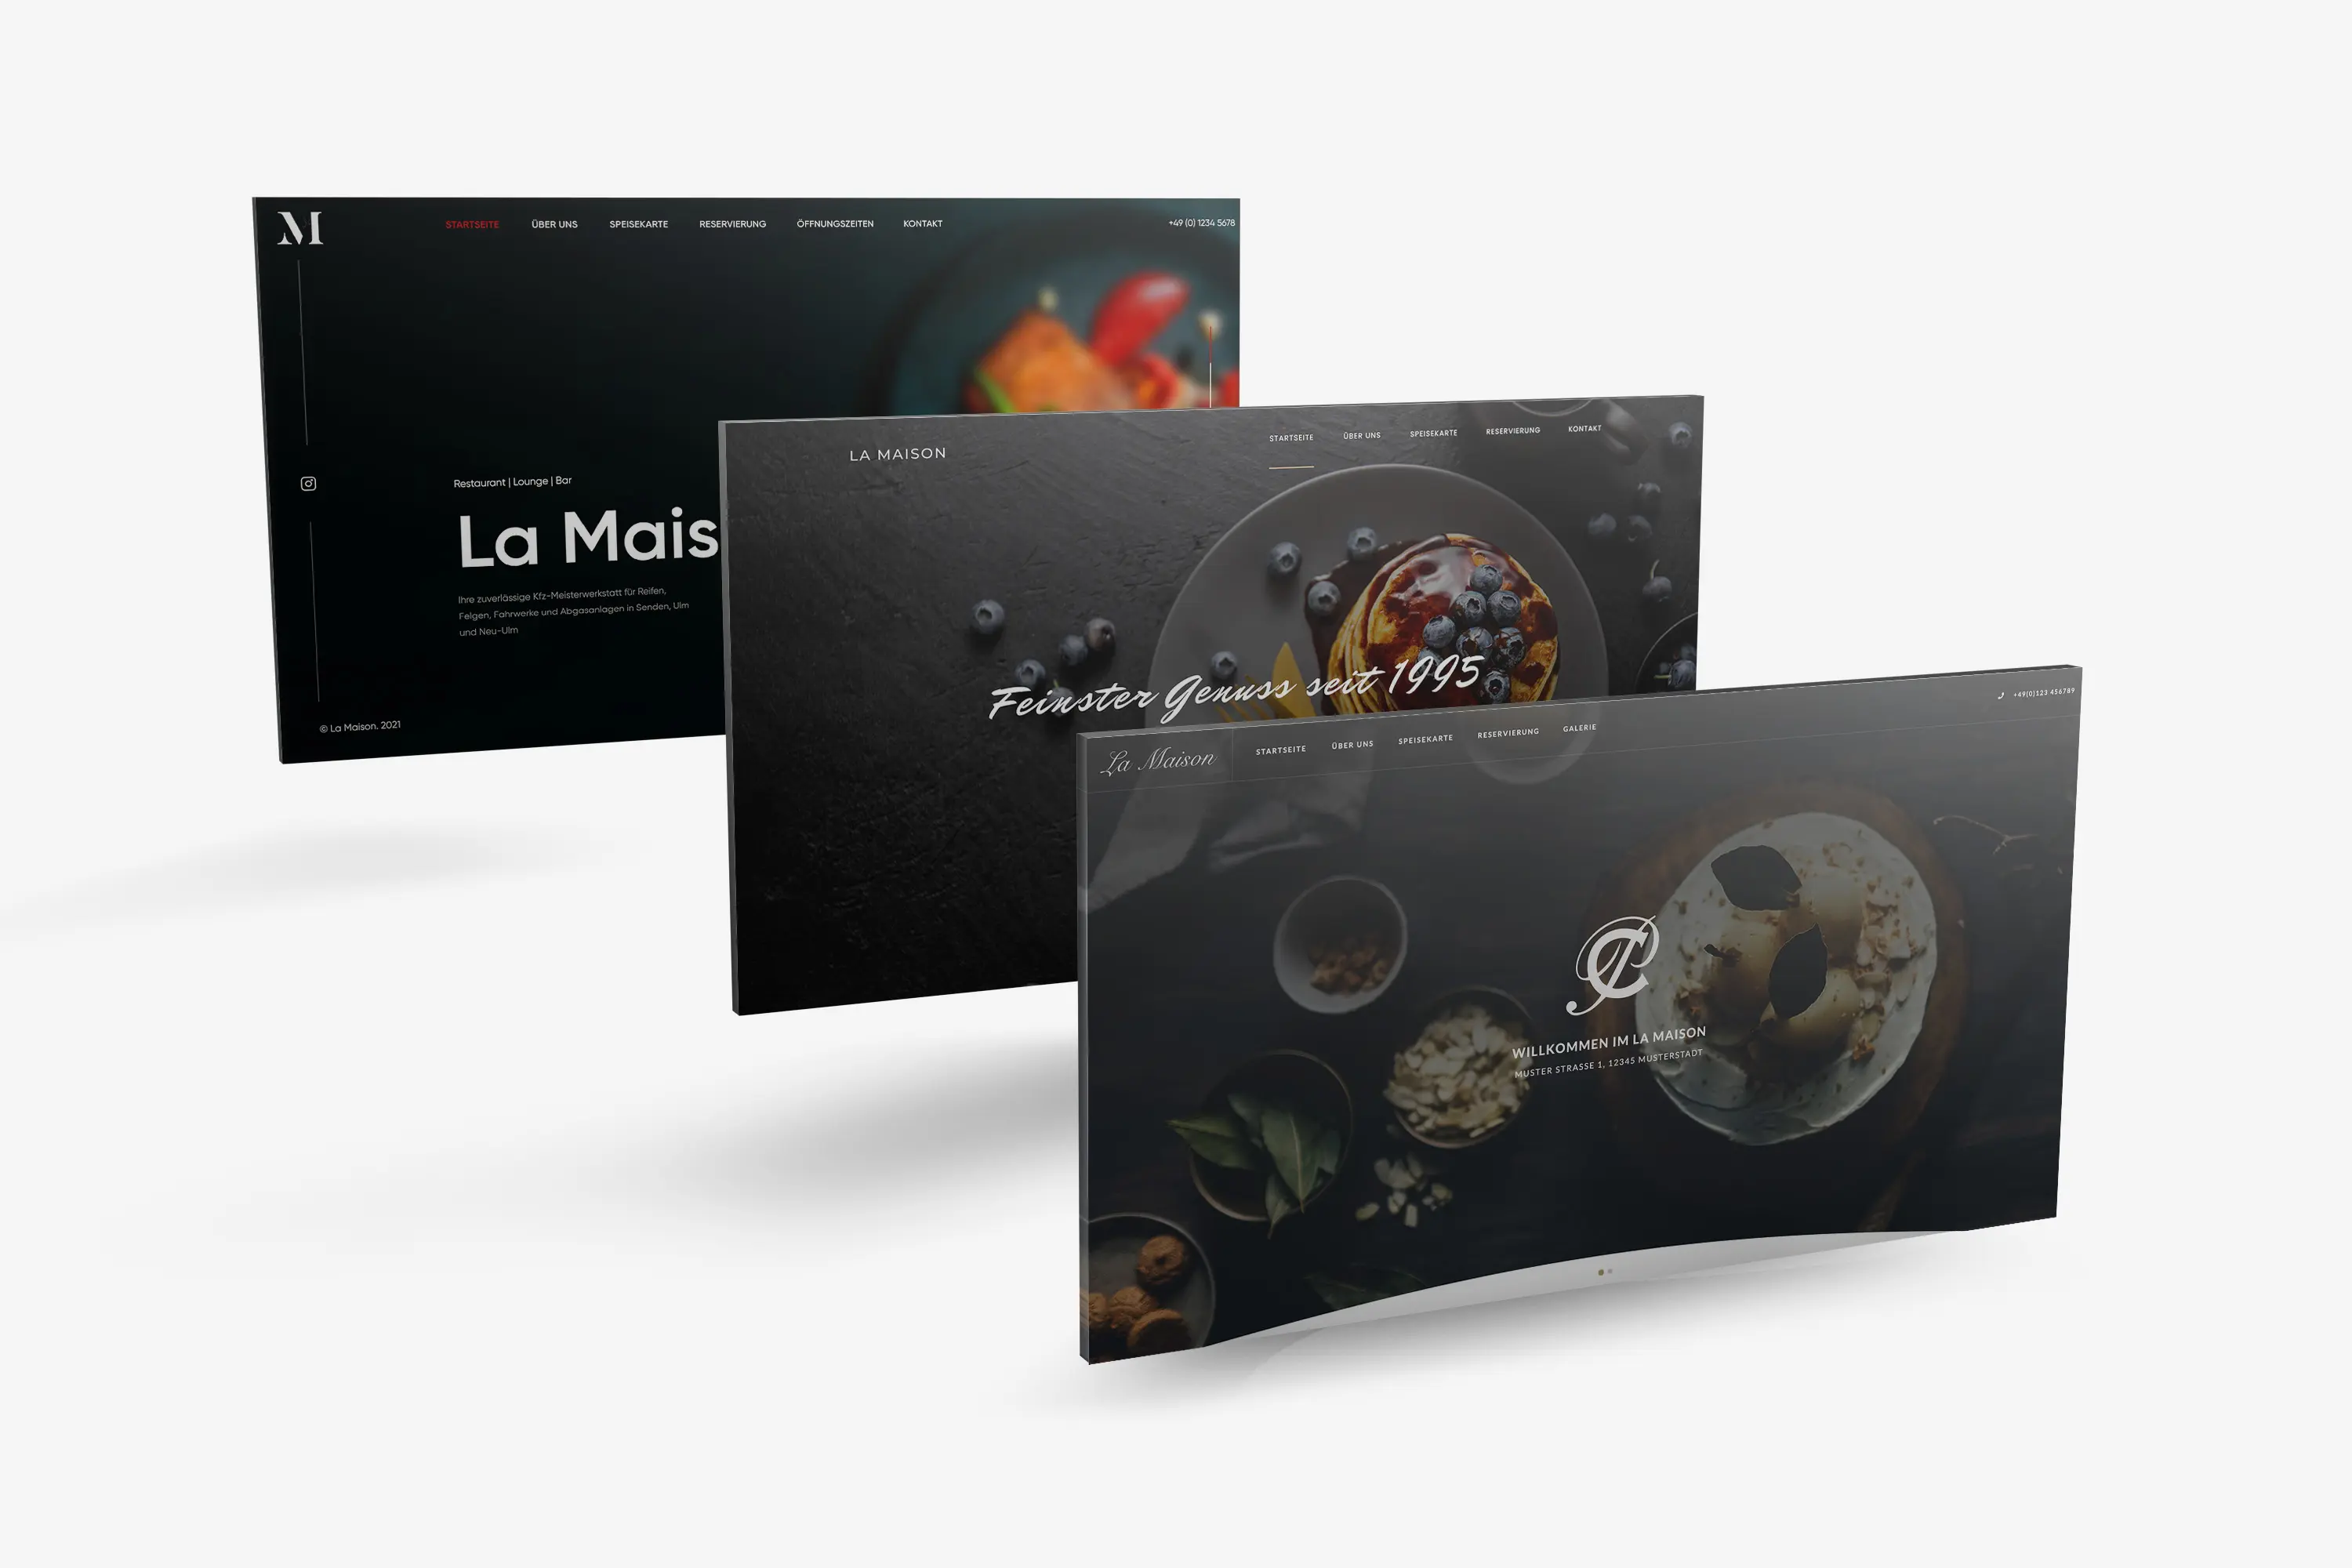 M
STARTSEITE ÜBER UNS SPEISEKARTE RESERVIERUNG ÖFFNUNGSZEITEN KONTAKT +49 (0) 1234 5678
Restaurant | Lounge | Bar
La Mais
Ihre zuverlässige Kfz-Meisterwerkstatt für Reifen,
Felgen, Fahrwerke und Abgasanlagen in Senden, Ulm
und Neu-Ulm
© La Maison. 2021
LA MAISON
STARTSEITE ÜBER UNS SPEISEKARTE RESERVIERUNG KONTAKT
Feinster Genuss seit 1995
La Maison
STARTSEITE ÜBER UNS SPEISEKARTE RESERVIERUNG GALERIE +49(0)123 456789
WILLKOMMEN IM LA MAISON
MUSTER STRASSE 1, 12345 MUSTERSTADT